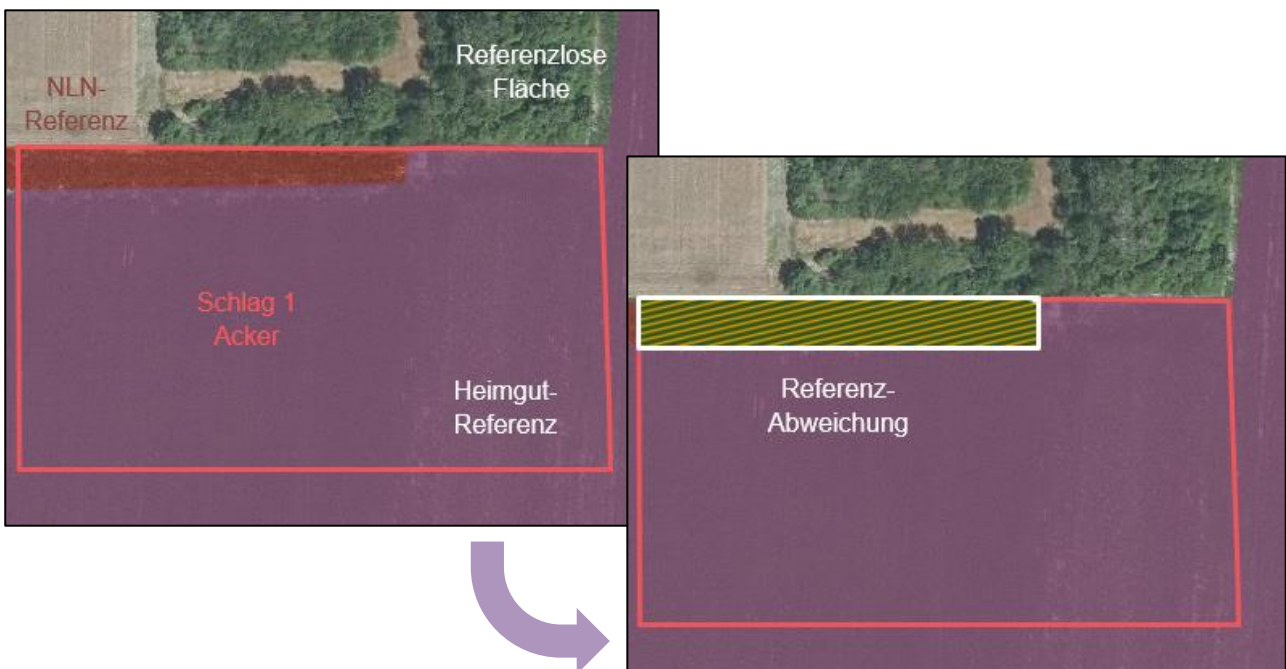 Referenzlose
Fläche
NLN-
Referenz
Schlag 1
Acker
Heimgut-
Referenz
Referenz-
Abweichung